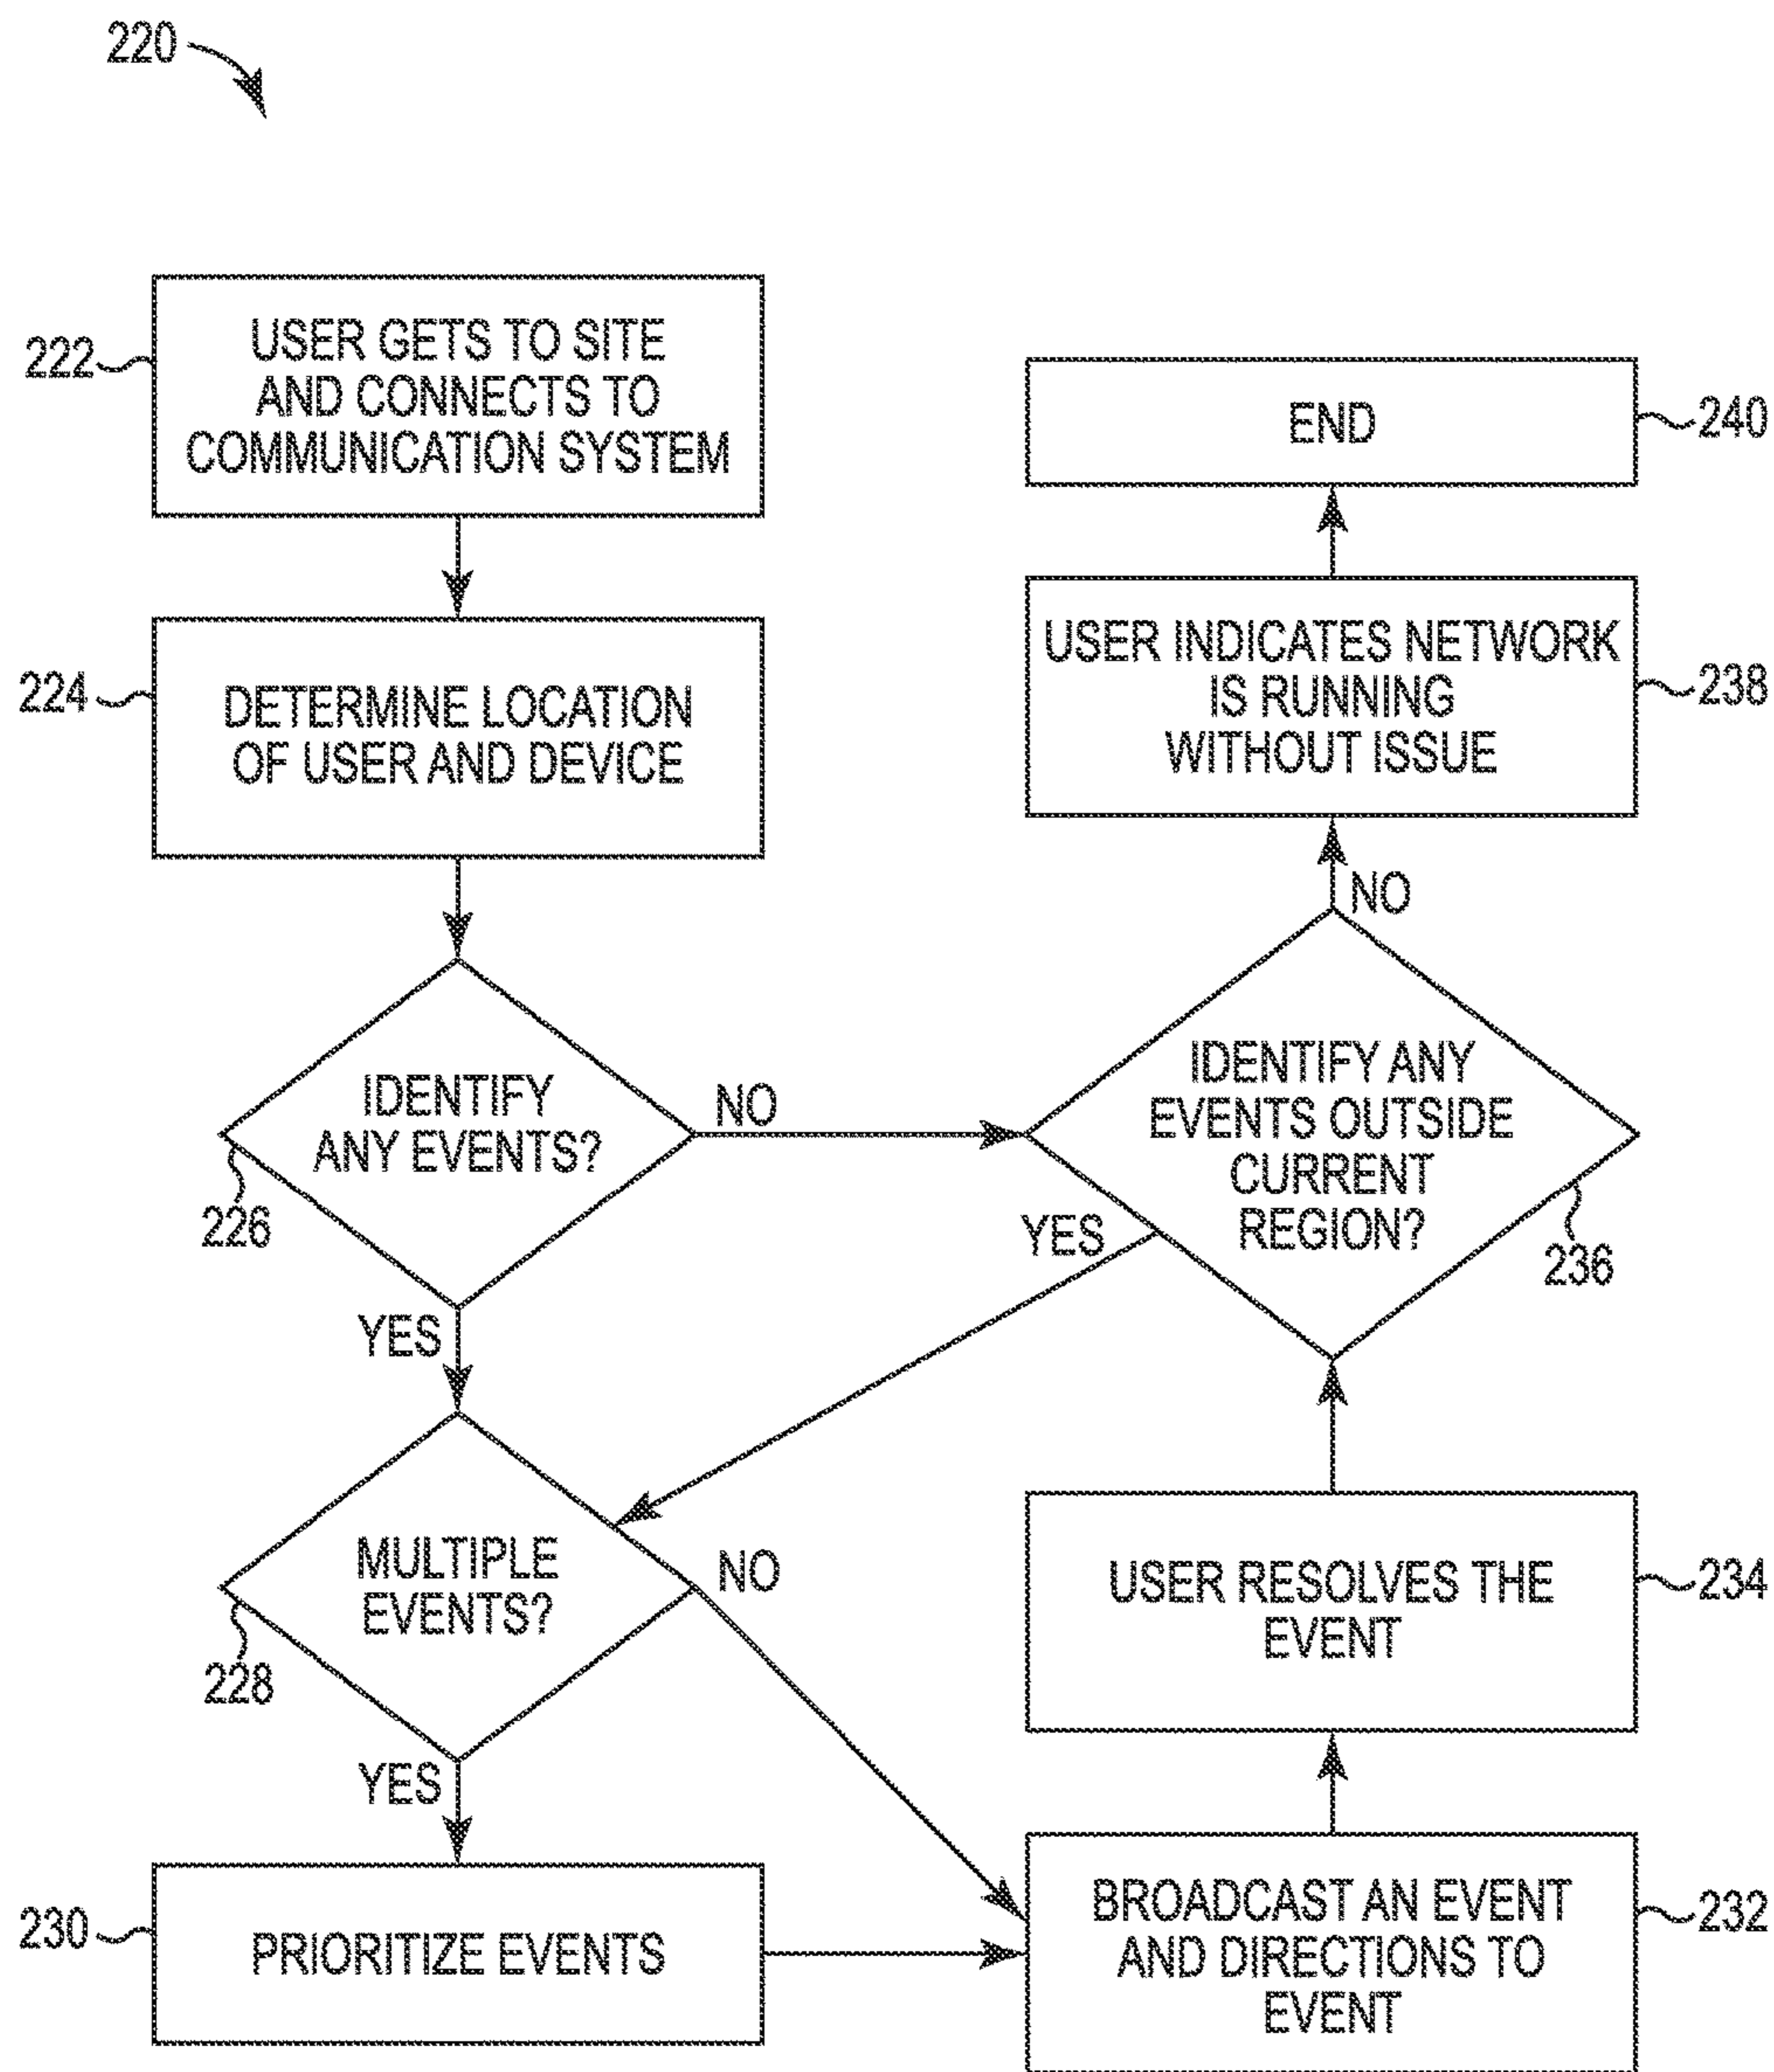 220
222
USER GETS TO SITE
AND CONNECTS TO
COMMUNICATION SYSTEM
224
DETERMINE LOCATION
OF USER AND DEVICE
IDENTIFY
ANY EVENTS?
226
NO
YES
MULTIPLE
EVENTS?
228
NO
YES
230
PRIORITIZE EVENTS
BROADCAST AN EVENT
AND DIRECTIONS TO
EVENT
232
USER RESOLVES THE
EVENT
234
IDENTIFY ANY
EVENTS OUTSIDE
CURRENT
REGION?
236
YES
NO
USER INDICATES NETWORK
IS RUNNING
WITHOUT ISSUE
238
END
240